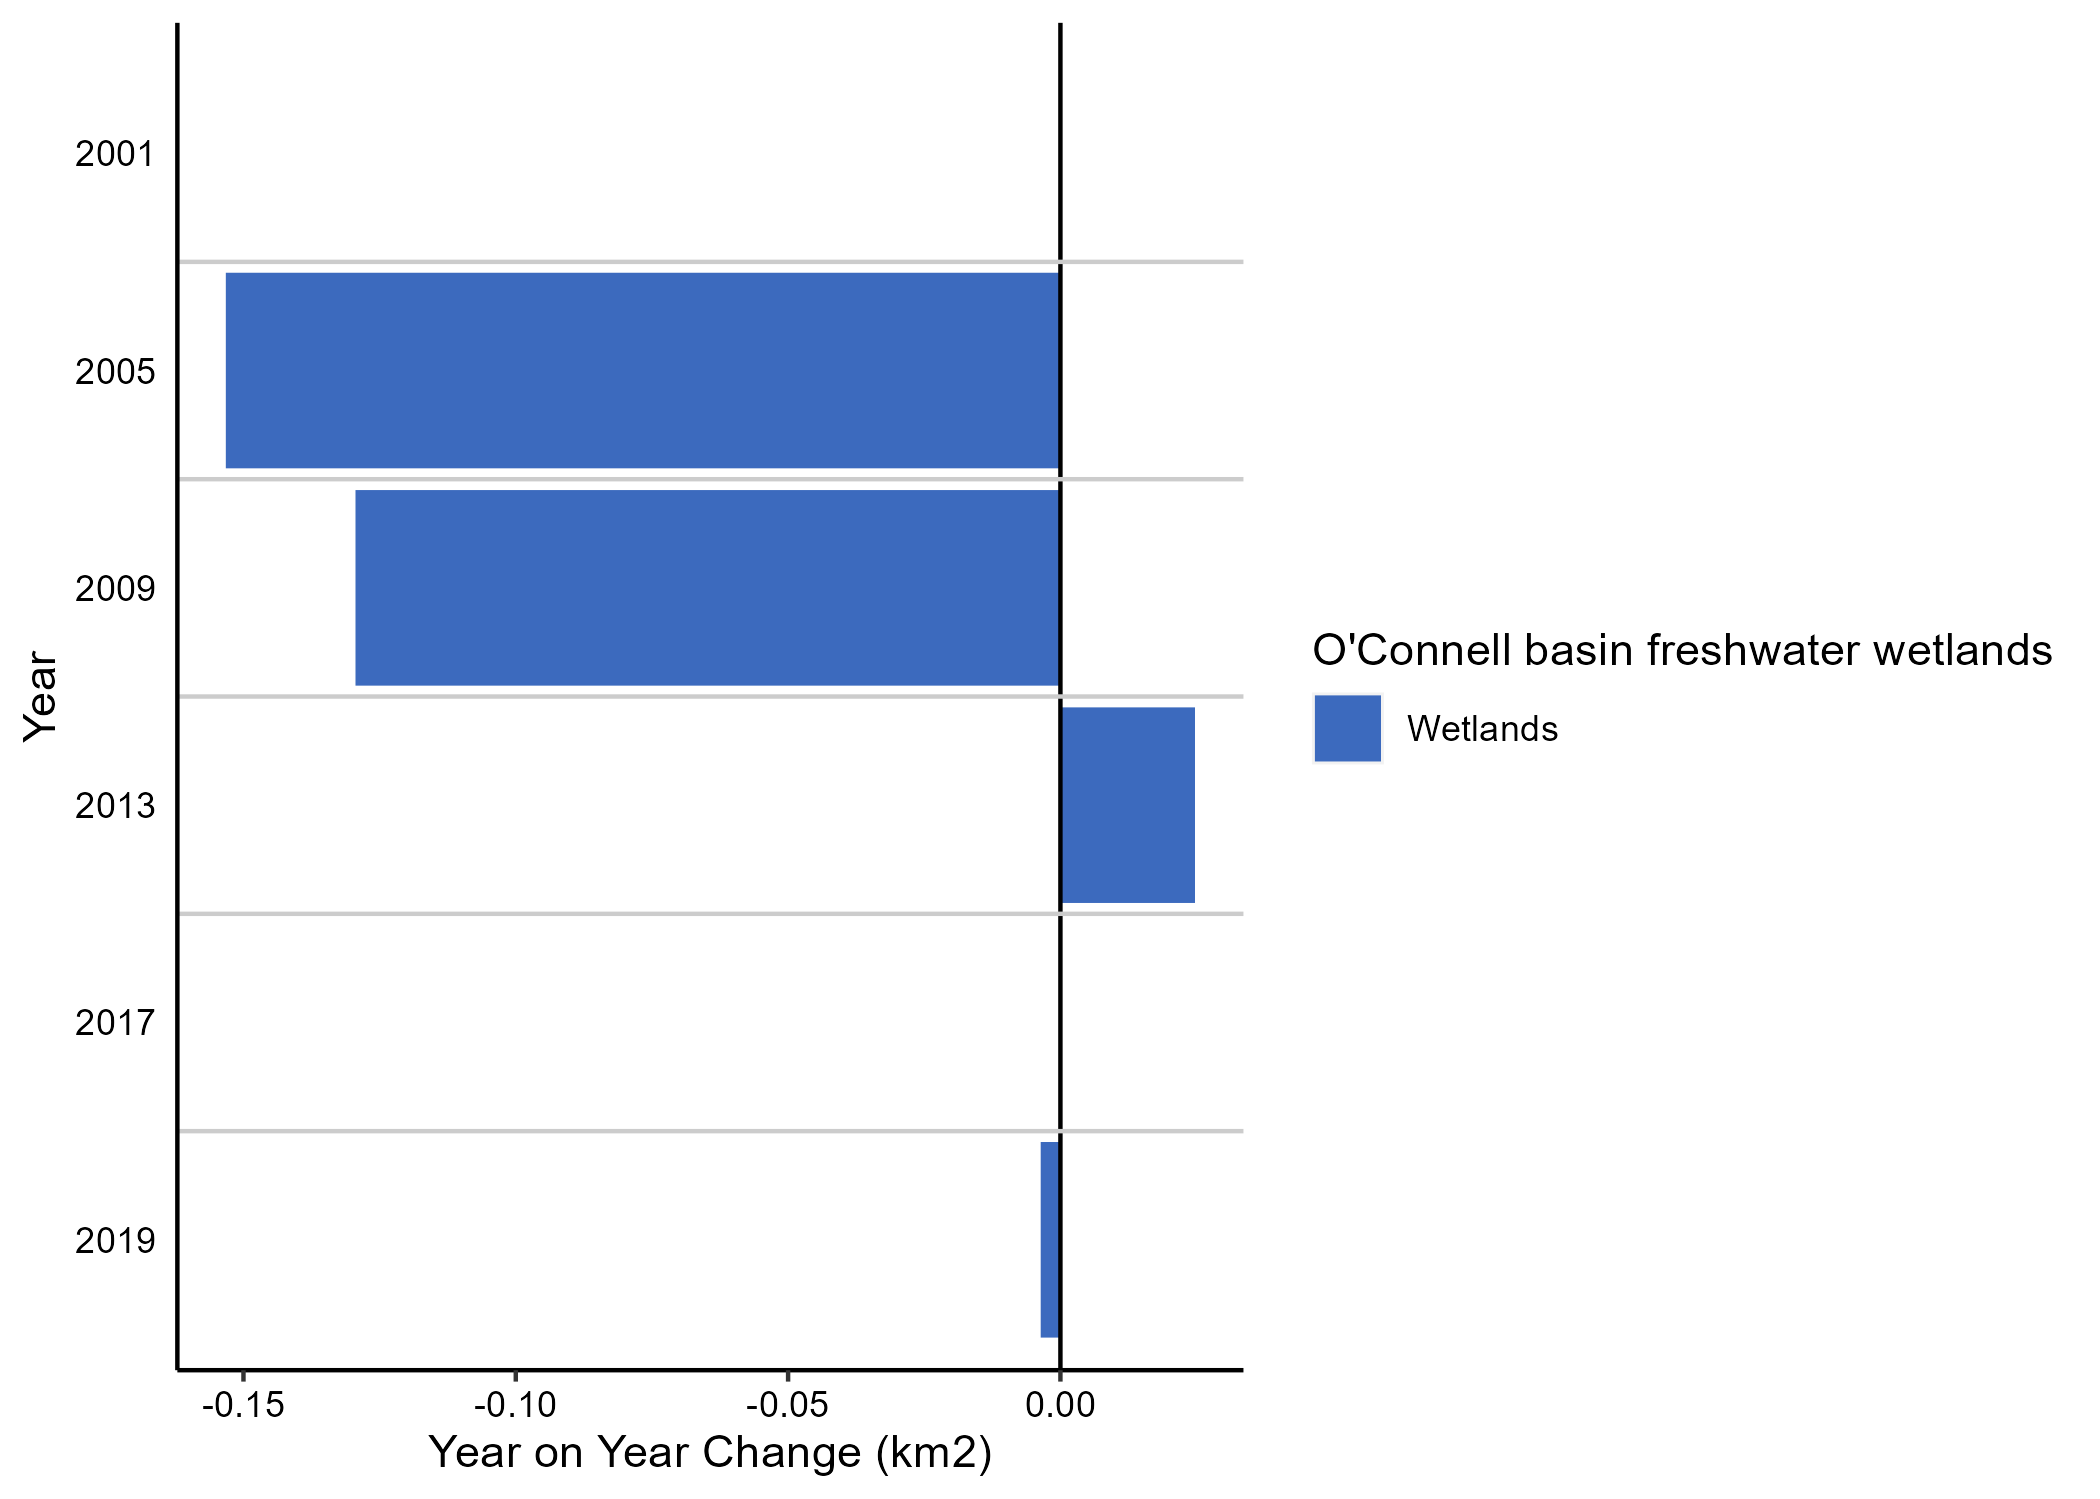 Year
2001
2005
2009
2013
2017
2019
-0.15 -0.10 -0.05 0.00
Year on Year Change (km2)
O'Connell basin freshwater wetlands
Wetlands